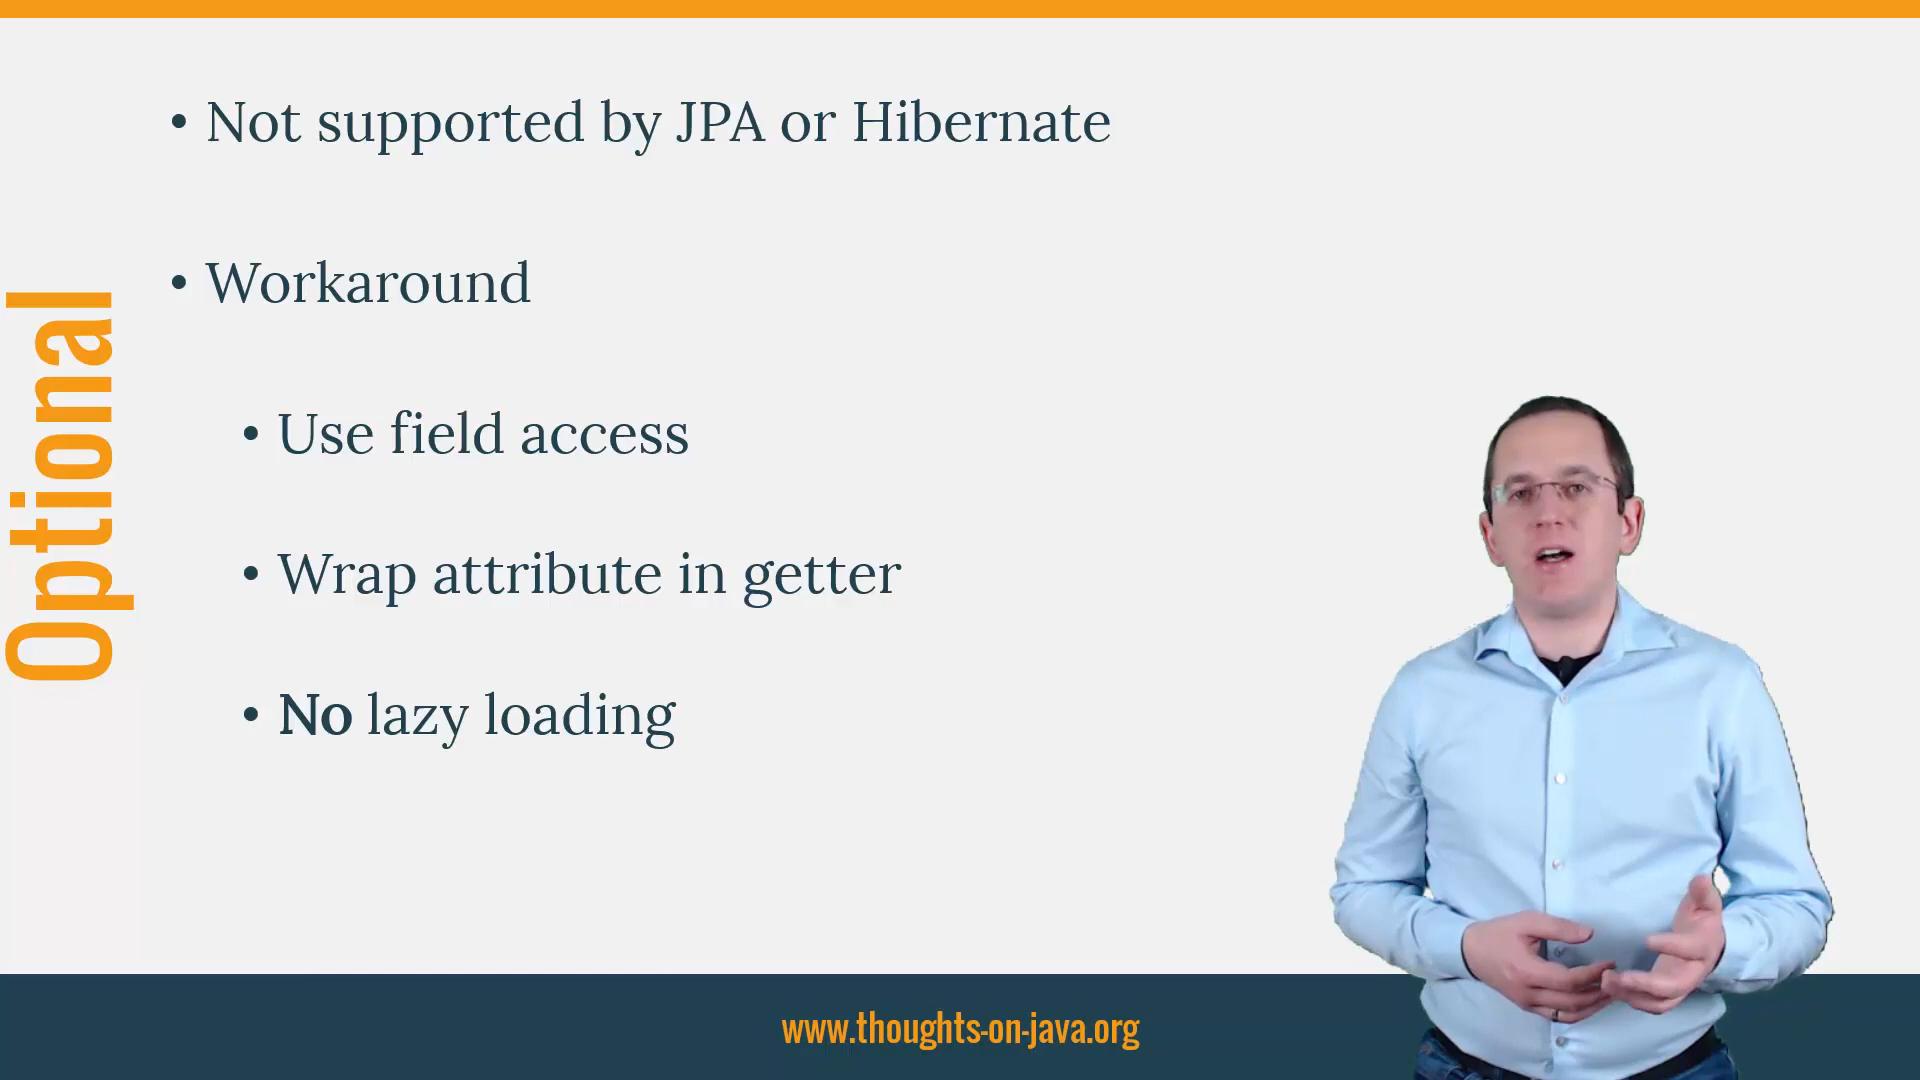 Optional
• Not supported by JPA or Hibernate
• Workaround
• Use field access
• Wrap attribute in getter
• No lazy loading
www.thoughts-on-java.org